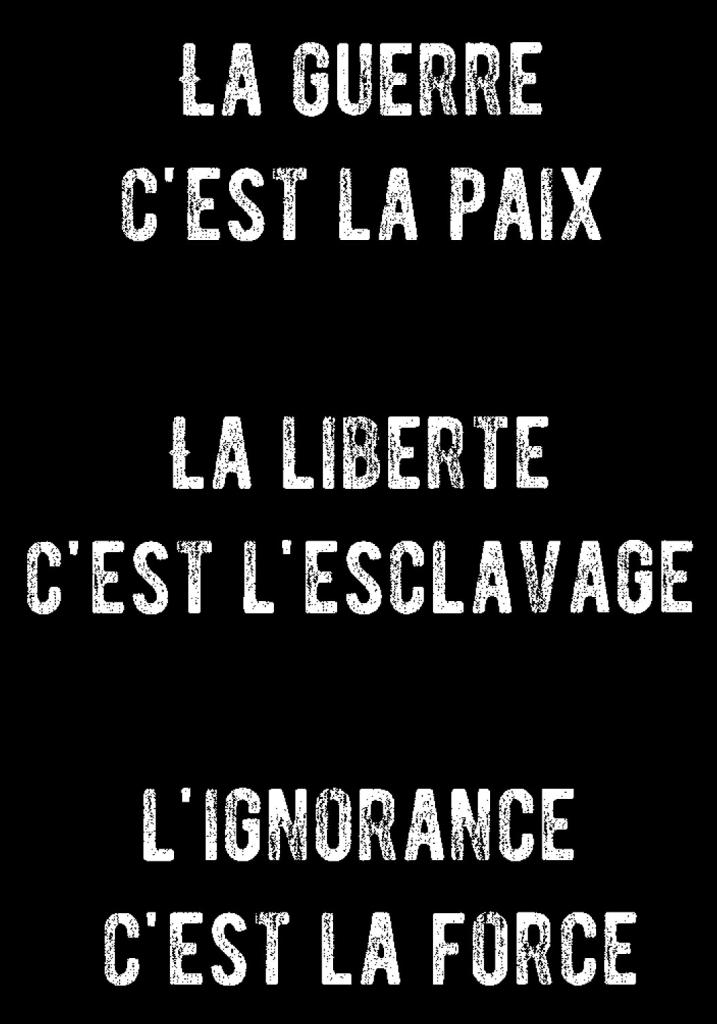 LA GUERRE
C'EST LA PAIX
LA LIBERTE
C'EST L'ESCLAVAGE
L'IGNORANCE
C'EST LA FORCE